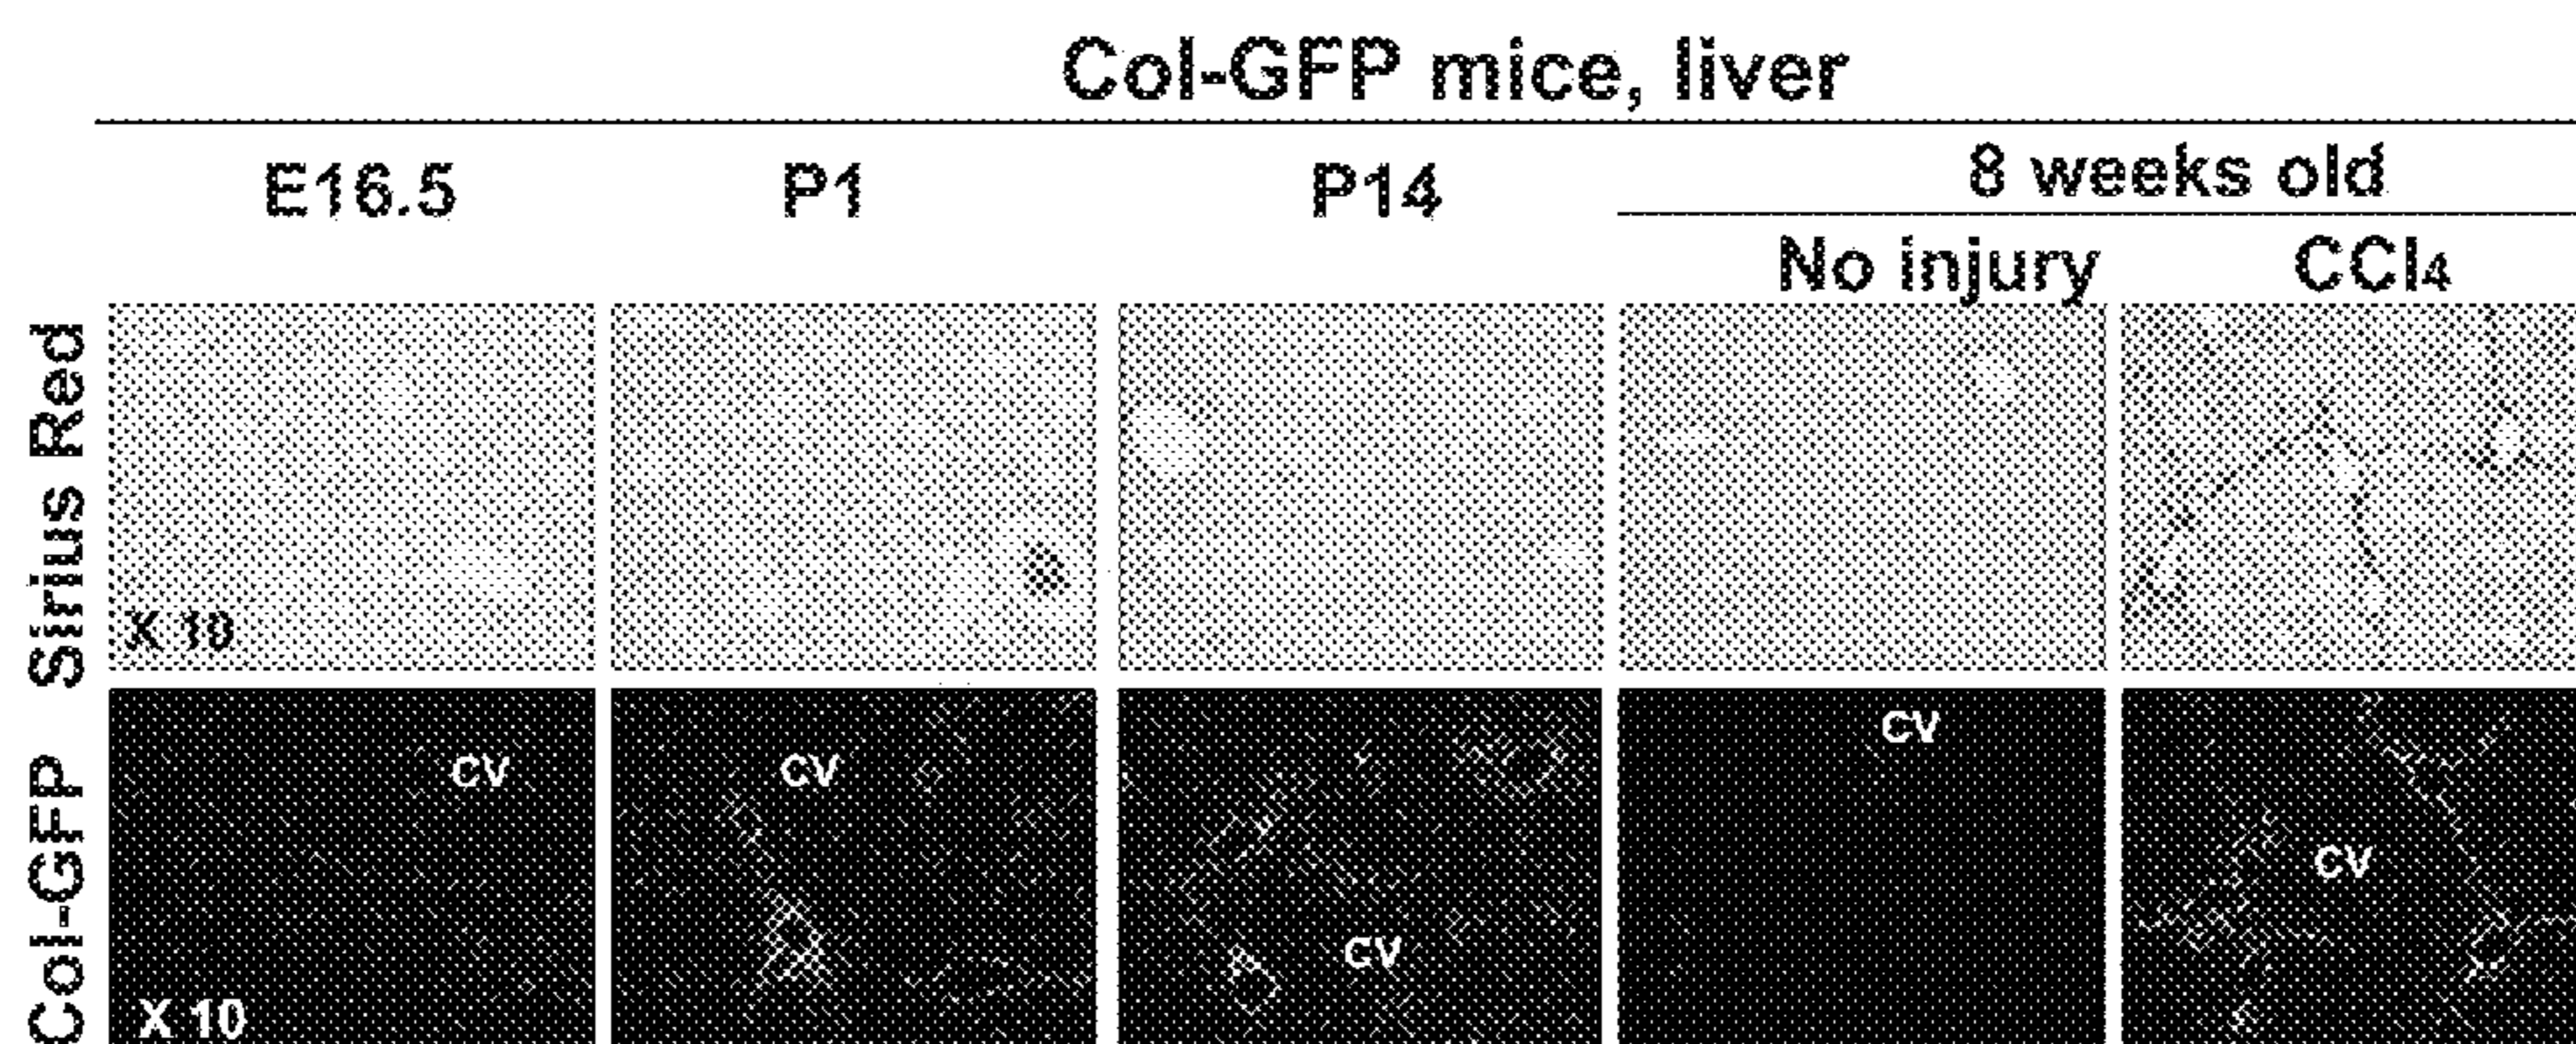 Col-GFP mice, liver
E16.5 P1 P14 8 weeks old
No injury CCl4
Sirius Red
X 10
Col-GFP
CV CV CV CV CV
X 10